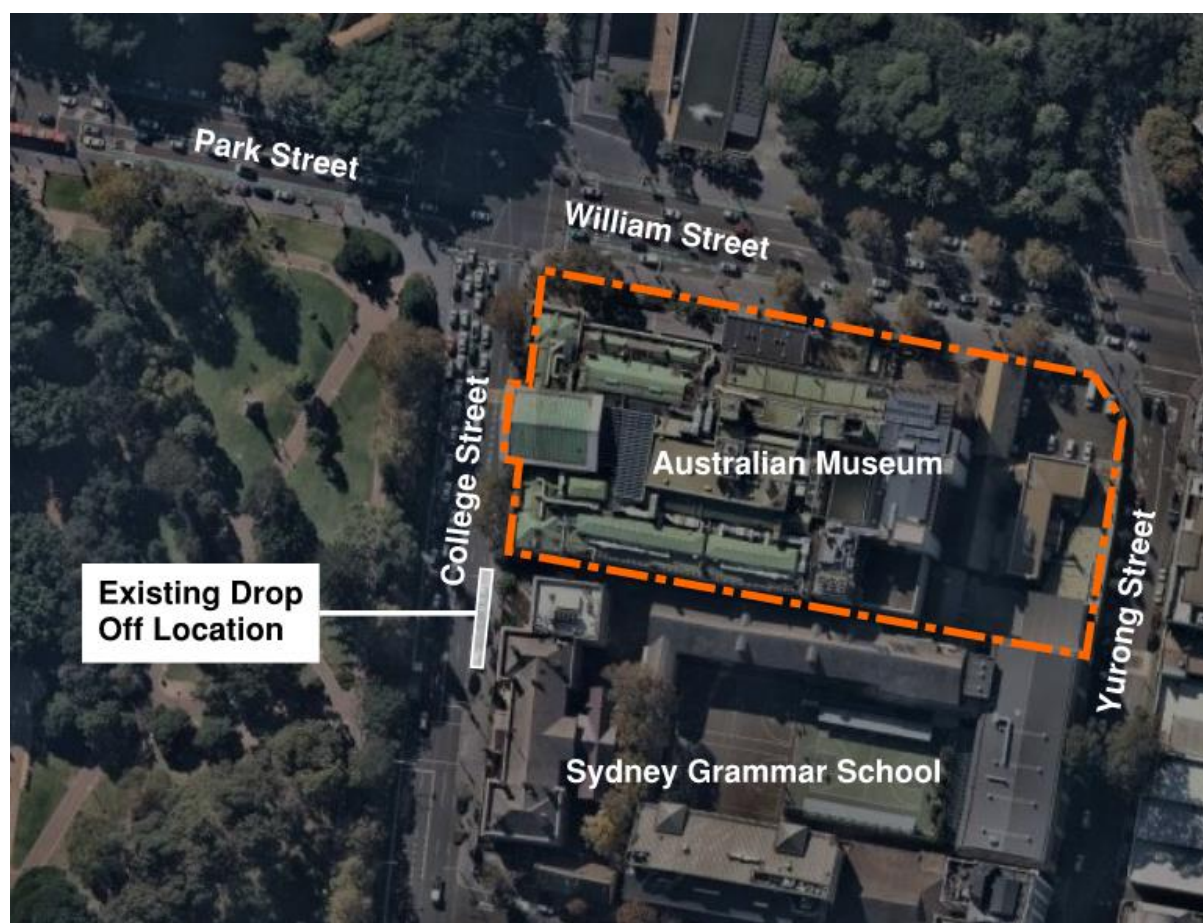 Park Street
William Street
College Street
Australian Museum
Existing Drop
Off Location
Yurong Street
Sydney Grammar School